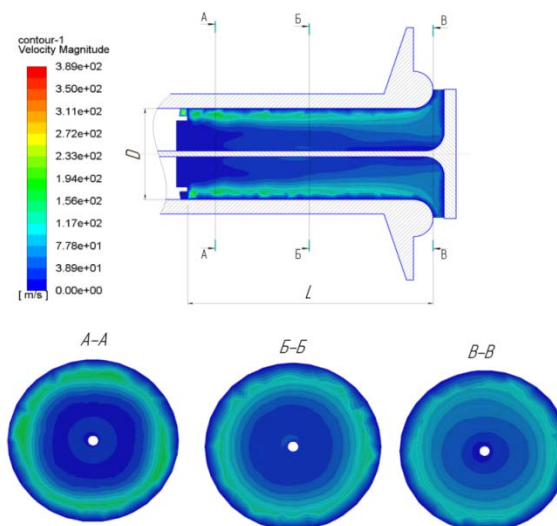 contour-1
Velocity Magnitude
3.89e+02
3.50e+02
3.11e+02
2.72e+02
2.33e+02
1.94e+02
1.56e+02
1.17e+02
7.78e+01
3.89e+01
0.00e+00
[ m/s ]
А Б В
D
А Б В
L
А–А Б–Б В–В